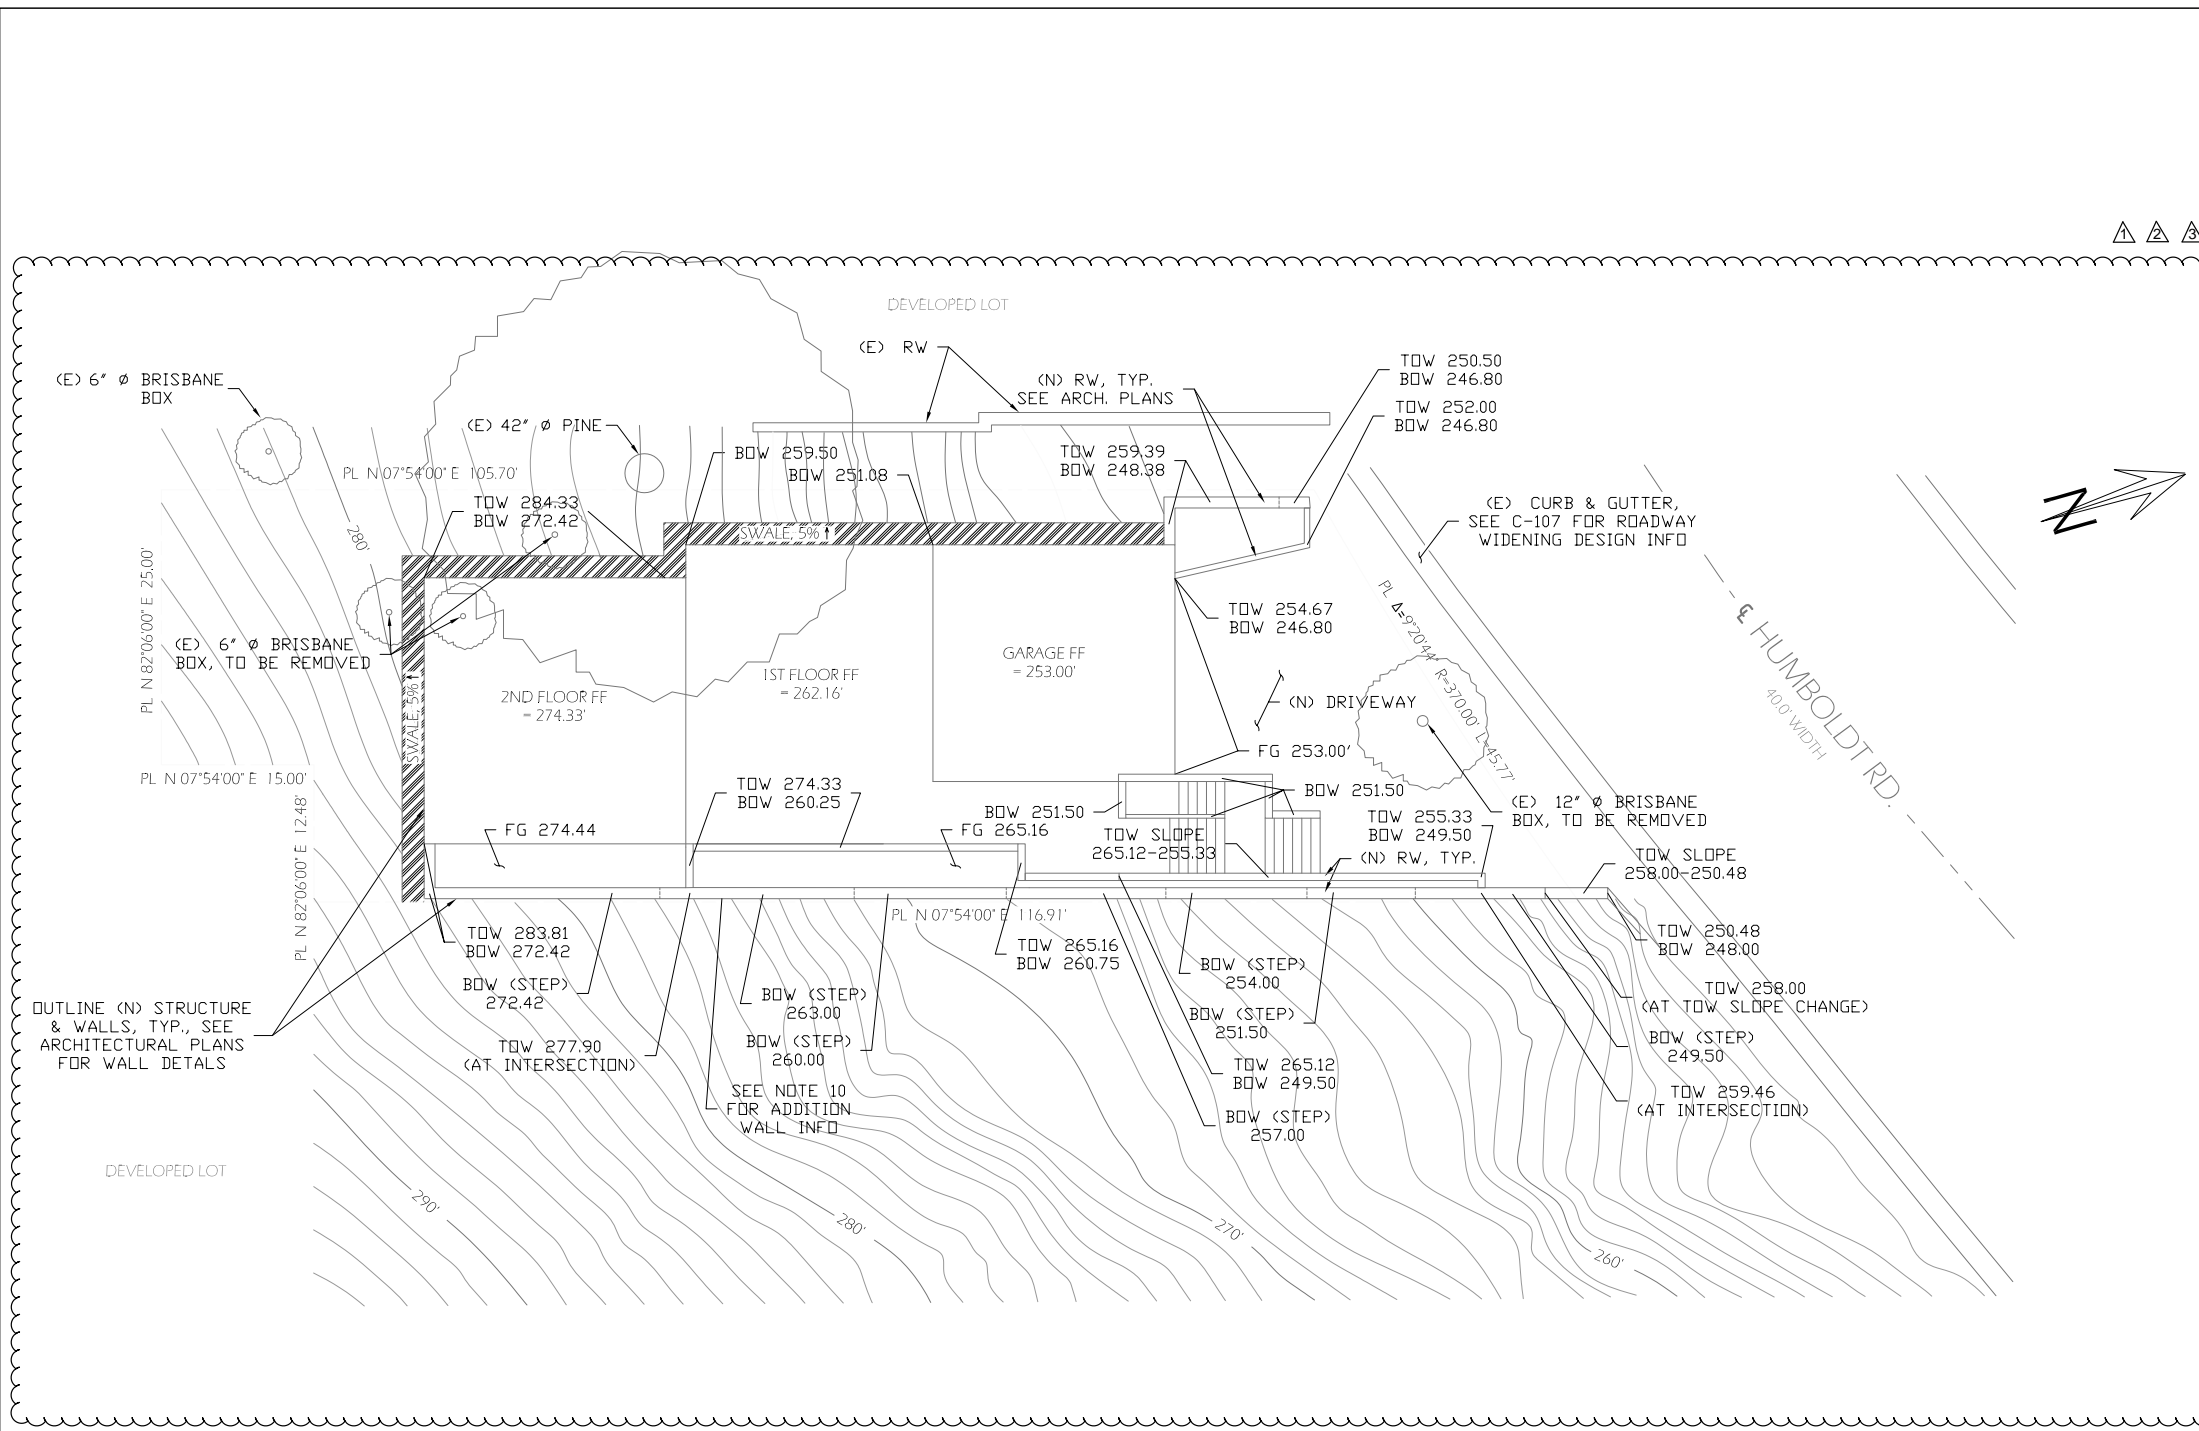 1 2 3
DEVELOPED LOT
(E) RW
(E) 6" Ø BRISBANE
BOX
(N) RW, TYP.
SEE ARCH. PLANS
TOW 250.50
BOW 246.80
TOW 252.00
BOW 246.80
(E) 42" Ø PINE
BOW 259.50
BOW 251.08
TOW 259.39
BOW 248.38
PL N 07°54'00" E 105.70'
TOW 284.33
BOW 272.42
280'
SWALE, 5%
(E) CURB & GUTTER,
SEE C-107 FOR ROADWAY
WIDENING DESIGN INFO
N
PL N 82°06'00" E 25.00'
(E) 6" Ø BRISBANE
BOX, TO BE REMOVED
SWALE, 5%
2ND FLOOR FF
= 274.33'
1ST FLOOR FF
= 262.16'
GARAGE FF
= 253.00'
TOW 254.67
BOW 246.80
PL Δ=9°20'44" R=370.00' L=45.77'
℄ HUMBOLDT RD.
40.0' WIDTH
(N) DRIVEWAY
FG 253.00'
PL N 07°54'00" E 15.00'
PL N 82°06'00" E 12.48'
TOW 274.33
BOW 260.25
BOW 251.50
BOW 251.50
(E) 12" Ø BRISBANE
BOX, TO BE REMOVED
FG 274.44
FG 265.16
TOW SLOPE
265.12-255.33
TOW 255.33
BOW 249.50
(N) RW, TYP.
TOW SLOPE
258.00-250.48
PL N 07°54'00" E 116.91'
TOW 283.81
BOW 272.42
TOW 265.16
BOW 260.75
TOW 250.48
BOW 248.00
BOW (STEP)
272.42
BOW (STEP)
263.00
BOW (STEP)
254.00
TOW 258.00
(AT TOW SLOPE CHANGE)
OUTLINE (N) STRUCTURE
& WALLS, TYP., SEE
ARCHITECTURAL PLANS
FOR WALL DETALS
TOW 277.90
(AT INTERSECTION)
BOW (STEP)
260.00
BOW (STEP)
251.50
BOW (STEP)
249.50
SEE NOTE 10
FOR ADDITION
WALL INFO
TOW 265.12
BOW 249.50
TOW 259.46
(AT INTERSECTION)
BOW (STEP)
257.00
DEVELOPED LOT
290'
280'
270'
260'